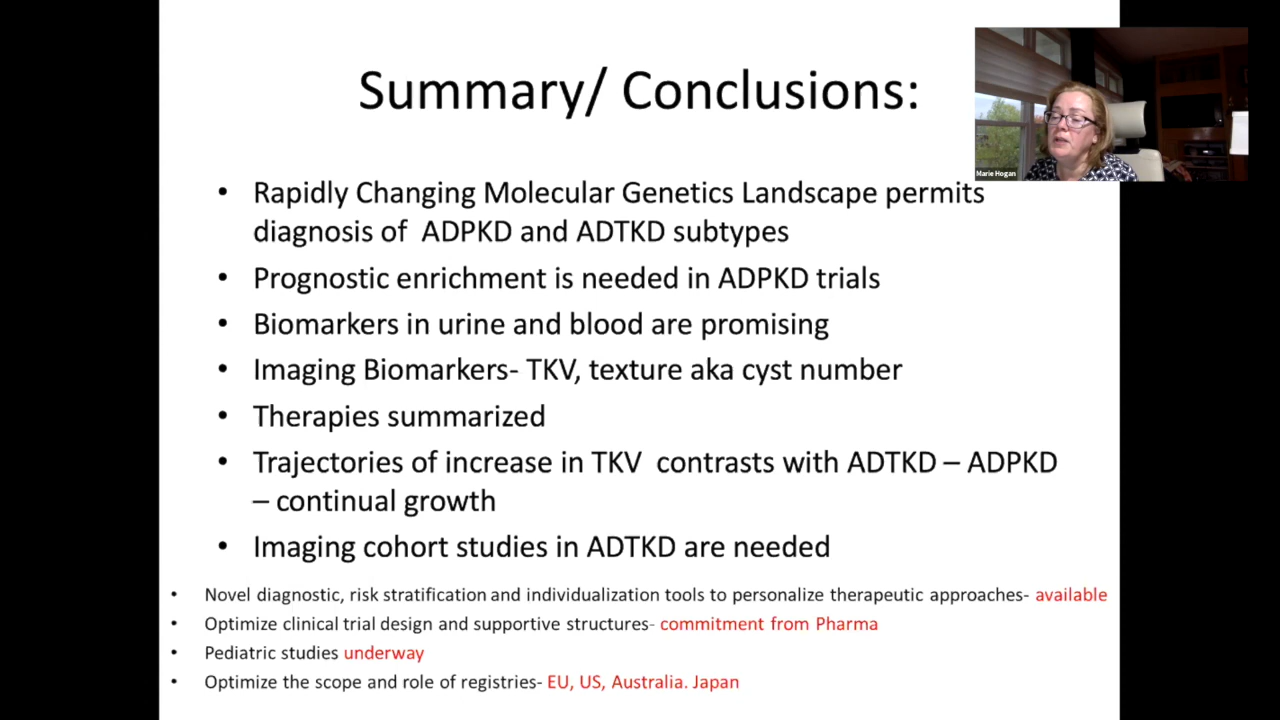 Summary/ Conclusions:
Marie Hogan
• Rapidly Changing Molecular Genetics Landscape permits
diagnosis of ADPKD and ADTKD subtypes
• Prognostic enrichment is needed in ADPKD trials
• Biomarkers in urine and blood are promising
• Imaging Biomarkers- TKV, texture aka cyst number
• Therapies summarized
• Trajectories of increase in TKV contrasts with ADTKD – ADPKD
– continual growth
• Imaging cohort studies in ADTKD are needed
• Novel diagnostic, risk stratification and individualization tools to personalize therapeutic approaches- available
• Optimize clinical trial design and supportive structures- commitment from Pharma
• Pediatric studies underway
• Optimize the scope and role of registries- EU, US, Australia. Japan